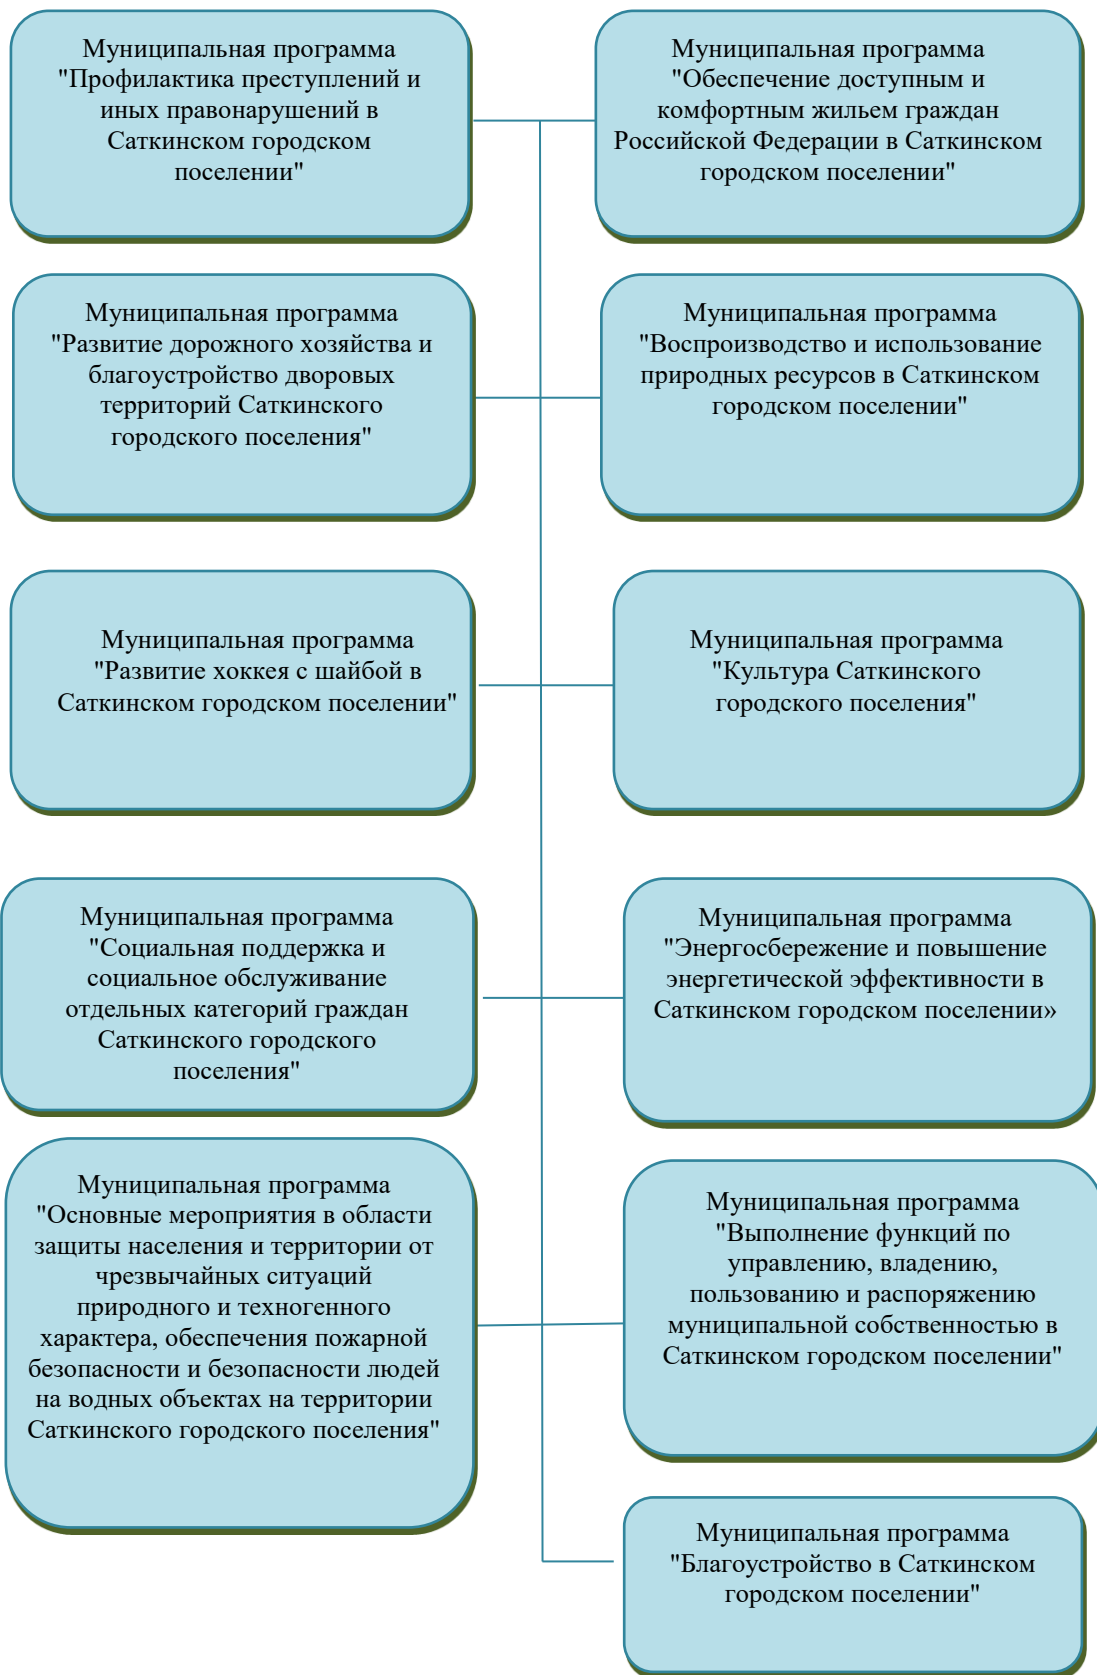 Муниципальная программа
"Профилактика преступлений и
иных правонарушений в
Саткинском городском
поселении"
Муниципальная программа
"Обеспечение доступным и
комфортным жильем граждан
Российской Федерации в Саткинском
городском поселении"
Муниципальная программа
"Развитие дорожного хозяйства и
благоустройство дворовых
территорий Саткинского
городского поселения"
Муниципальная программа
"Воспроизводство и использование
природных ресурсов в Саткинском
городском поселении"
Муниципальная программа
"Развитие хоккея с шайбой в
Саткинском городском поселении"
Муниципальная программа
"Культура Саткинского
городского поселения"
Муниципальная программа
"Социальная поддержка и
социальное обслуживание
отдельных категорий граждан
Саткинского городского
поселения"
Муниципальная программа
"Энергосбережение и повышение
энергетической эффективности в
Саткинском городском поселении»
Муниципальная программа
"Основные мероприятия в области
защиты населения и территории от
чрезвычайных ситуаций
природного и техногенного
характера, обеспечения пожарной
безопасности и безопасности людей
на водных объектах на территории
Саткинского городского поселения"
Муниципальная программа
"Выполнение функций по
управлению, владению,
пользованию и распоряжению
муниципальной собственностью в
Саткинском городском поселении"
Муниципальная программа
"Благоустройство в Саткинском
городском поселении"